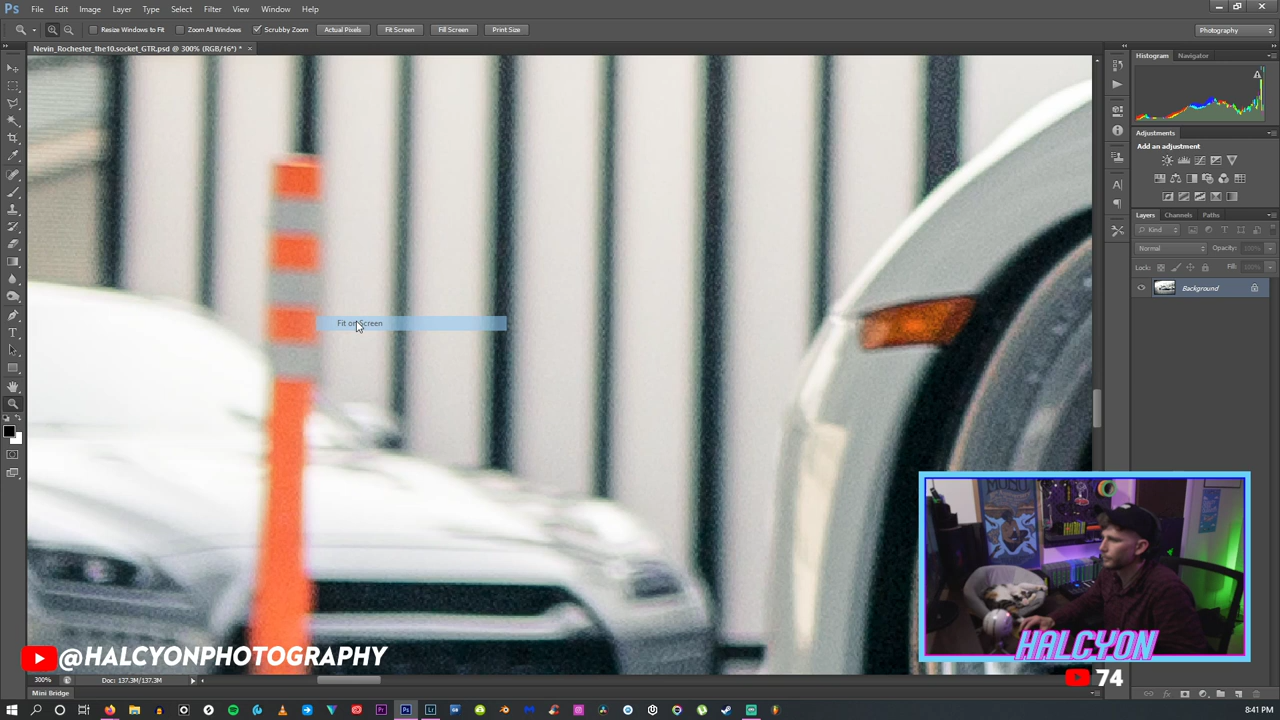 Ps File Edit Image Layer Type Select Filter View Window Help
Resize Windows to Fit Zoom All Windows Scrubby Zoom Actual Pixels Fit Screen Fill Screen Print Size Photography
Nevin_Rochester_the10.socket_GTR.psd @ 300% (RGB/16*) * ×
Histogram Navigator
Adjustments
Add an adjustment
Layers Channels Paths
Kind
Normal Opacity: 100%
Lock: Fill: 100%
Background
Fit on Screen
HALCYON
@HALCYONPHOTOGRAPHY
74
300% Doc: 137.3M/137.3M
Mini Bridge
8:41 PM